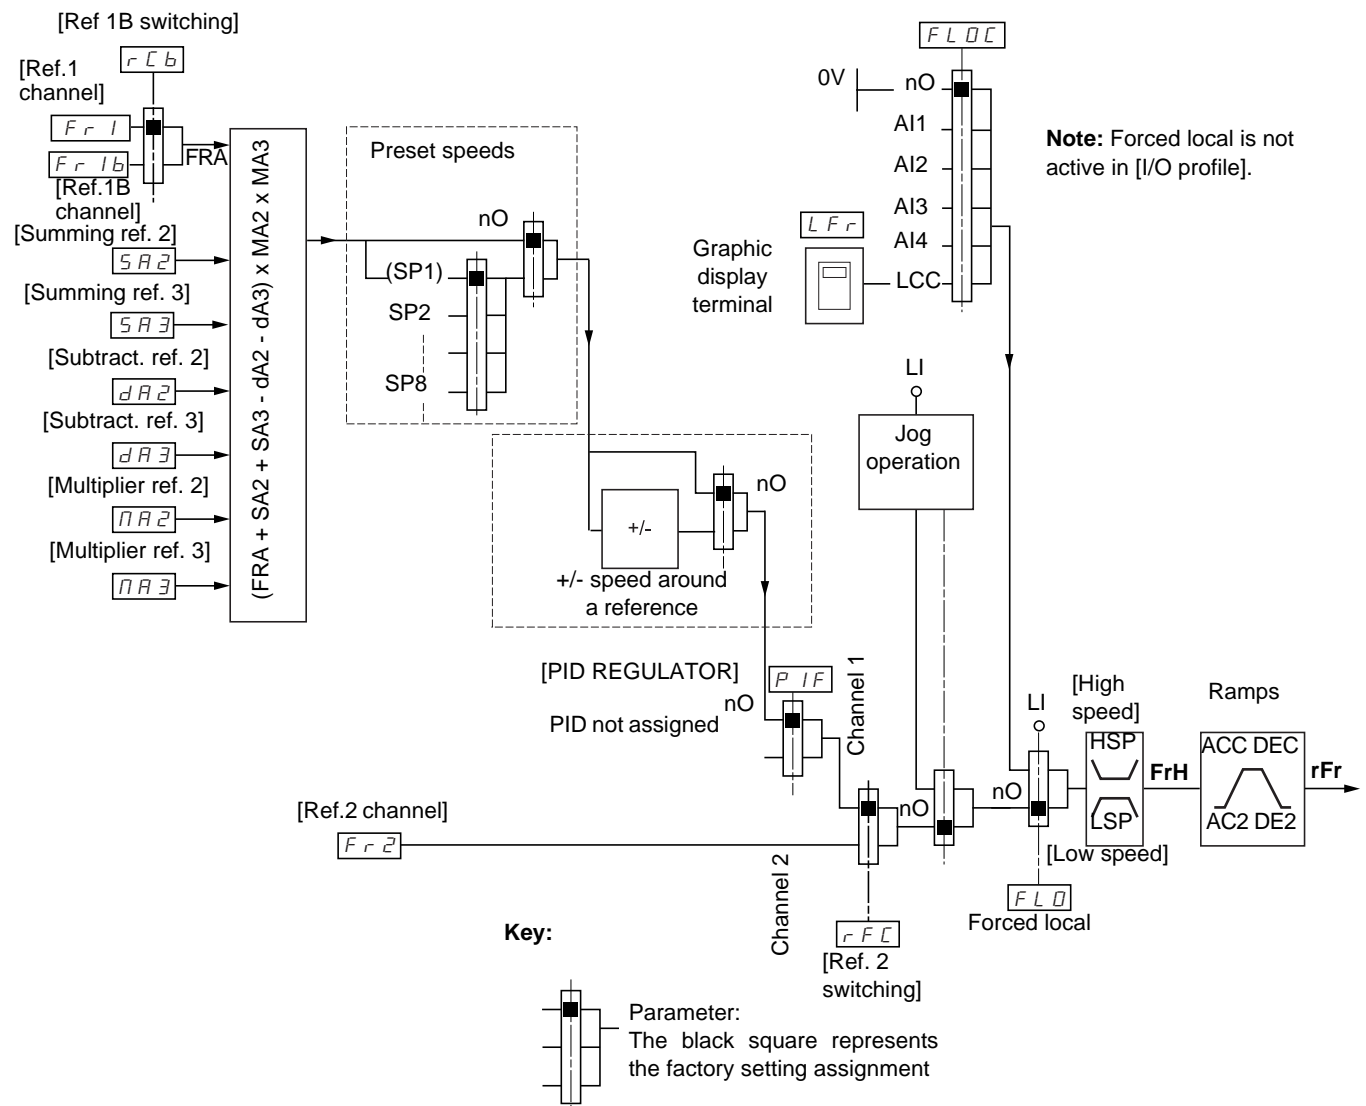 [Ref 1B switching]
rCb
[Ref.1
channel]
Fr1
Fr1b
FRA
[Ref.1B
channel]
[Summing ref. 2]
SA2
[Summing ref. 3]
SA3
[Subtract. ref. 2]
dA2
[Subtract. ref. 3]
dA3
[Multiplier ref. 2]
MA2
[Multiplier ref. 3]
MA3
(FRA + SA2 + SA3 - dA2 - dA3) x MA2 x MA3
Preset speeds
nO
(SP1)
SP2
SP8
+/-
nO
+/- speed around
a reference
FLOC
0V
nO
AI1
AI2
AI3
AI4
LCC
LFr
Graphic
display
terminal
Note: Forced local is not
active in [I/O profile].
LI
Jog
operation
[PID REGULATOR]
PIF
nO
PID not assigned
Channel 1
[Ref.2 channel]
Fr2
Channel 2
rFC
[Ref. 2
switching]
nO
nO
LI
FLO
Forced local
[High
speed]
HSP
LSP
[Low speed]
FrH
Ramps
ACC DEC
AC2 DE2
rFr
Key:
Parameter:
The black square represents
the factory setting assignment